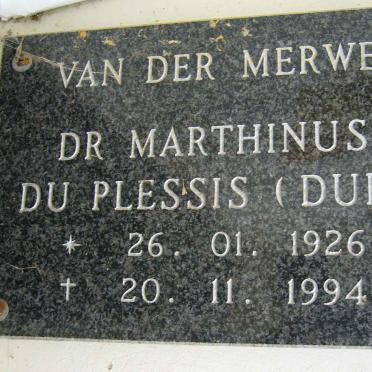 VAN DER MERWE
DR MARTHINUS
DU PLESSIS (
* 26. 01. 1926
† 20. 11. 1994